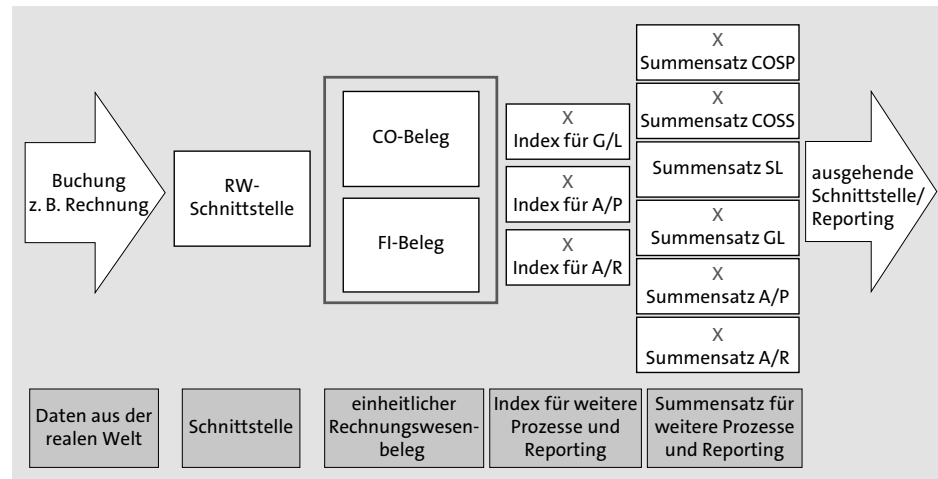 Buchung
z. B. Rechnung
RW-
Schnittstelle
CO-Beleg
FI-Beleg
X
Index für G/L
X
Index für A/P
X
Index für A/R
X
Summensatz COSP
X
Summensatz COSS
Summensatz SL
X
Summensatz GL
X
Summensatz A/P
X
Summensatz A/R
ausgehende
Schnittstelle/
Reporting
Daten aus der
realen Welt
Schnittstelle
einheitlicher
Rechnungswesen-
beleg
Index für weitere
Prozesse und
Reporting
Summensatz für
weitere Prozesse
und Reporting